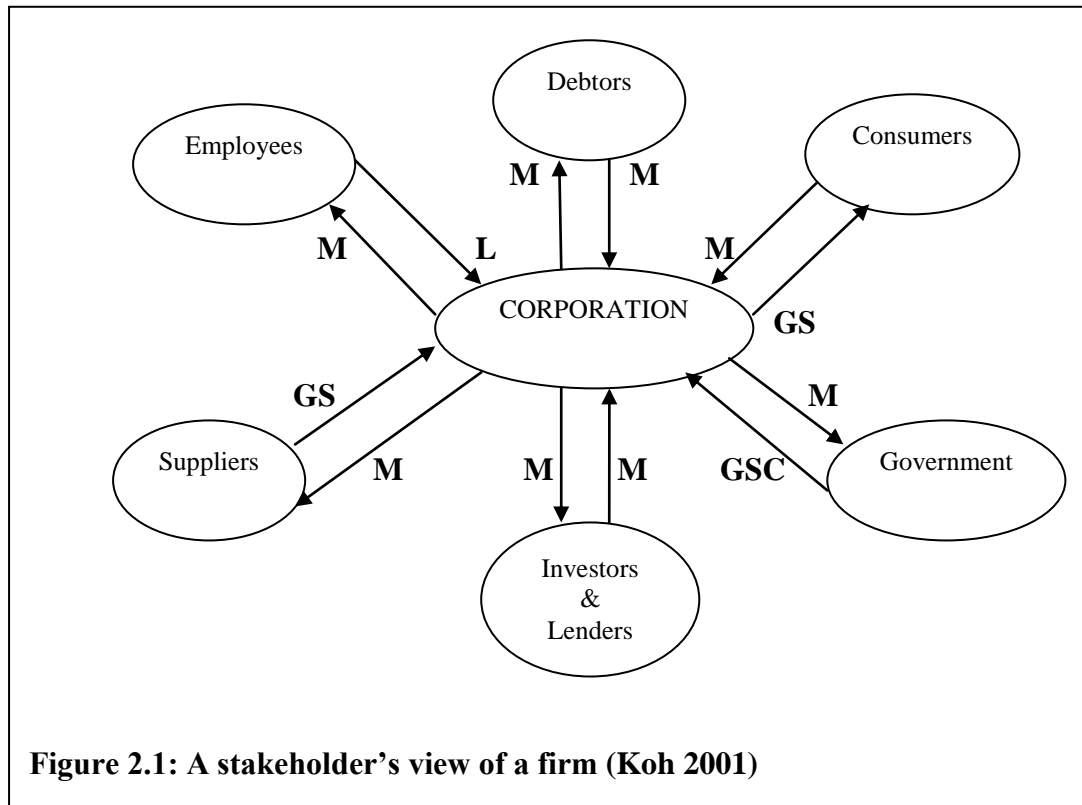 Debtors
Employees
Consumers
M
M
M
L
M
CORPORATION
GS
GS
M
Suppliers
M
M
M
GSC
Government
Investors
&
Lenders
Figure 2.1: A stakeholder’s view of a firm (Koh 2001)